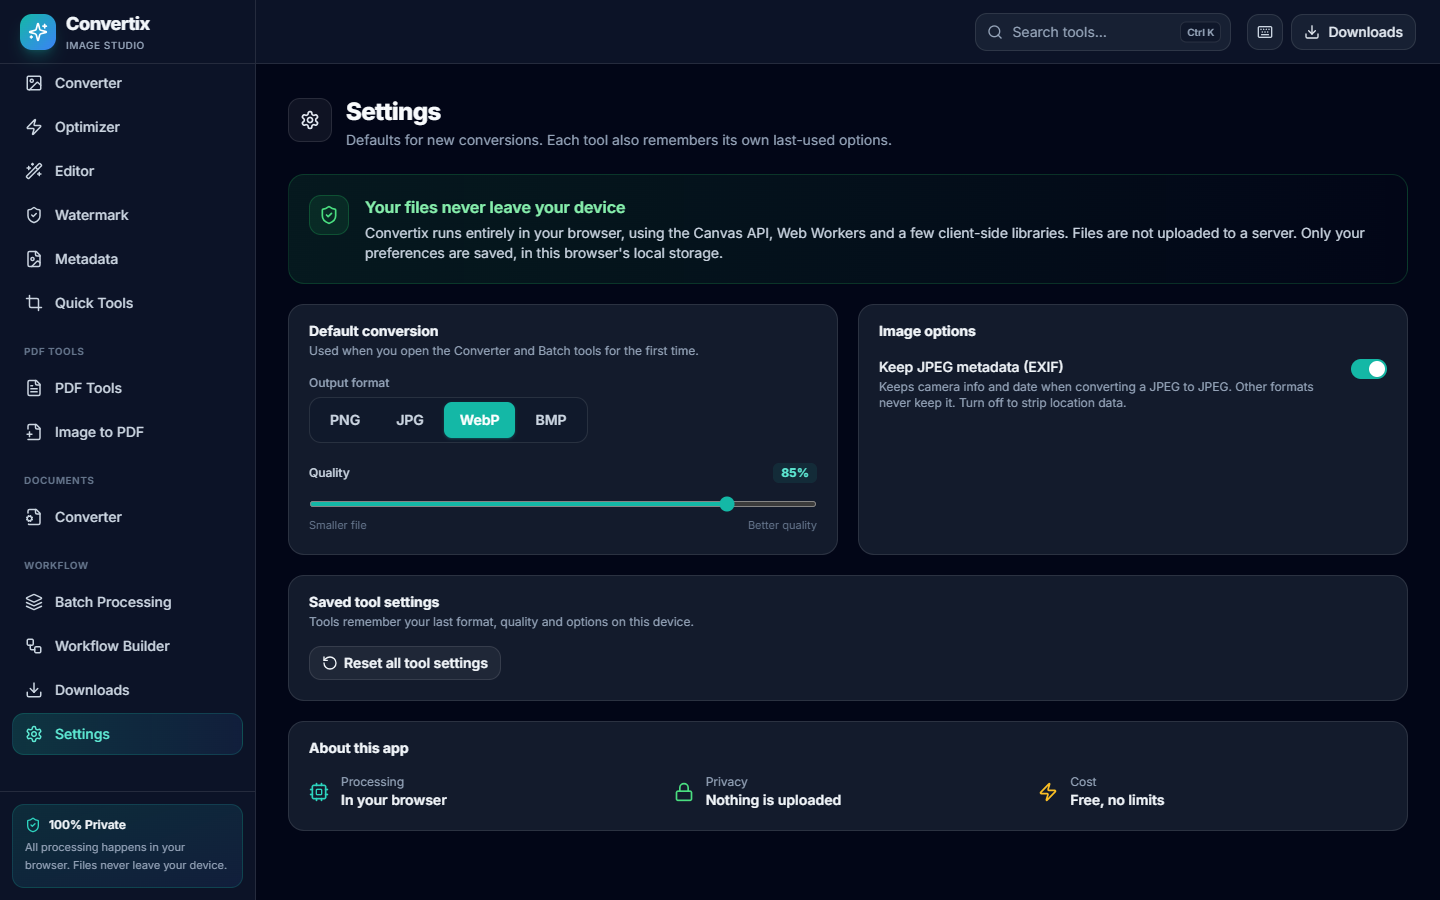 Convertix
IMAGE STUDIO
Search tools...
Ctrl K
Downloads
Converter
Optimizer
Editor
Watermark
Metadata
Quick Tools
PDF TOOLS
PDF Tools
Image to PDF
DOCUMENTS
Converter
WORKFLOW
Batch Processing
Workflow Builder
Downloads
Settings
100% Private
All processing happens in your
browser. Files never leave your device.
Settings
Defaults for new conversions. Each tool also remembers its own last-used options.
Your files never leave your device
Convertix runs entirely in your browser, using the Canvas API, Web Workers and a few client-side libraries. Files are not uploaded to a server. Only your
preferences are saved, in this browser's local storage.
Default conversion
Used when you open the Converter and Batch tools for the first time.
Output format
PNG
JPG
WebP
BMP
Quality
85%
Smaller file
Better quality
Image options
Keep JPEG metadata (EXIF)
Keeps camera info and date when converting a JPEG to JPEG. Other formats
never keep it. Turn off to strip location data.
Saved tool settings
Tools remember your last format, quality and options on this device.
Reset all tool settings
About this app
Processing
In your browser
Privacy
Nothing is uploaded
Cost
Free, no limits